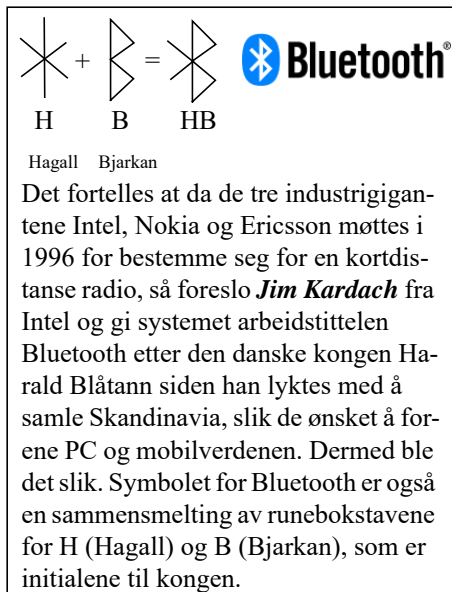 + = Bluetooth®
H B HB
Hagall Bjarkan
Det fortelles at da de tre industrigigan-
tene Intel, Nokia og Ericsson møttes i
1996 for bestemme seg for en kortdis-
tanse radio, så foreslo Jim Kardach fra
Intel og gi systemet arbeidstittelen
Bluetooth etter den danske kongen Ha-
rald Blåtann siden han lyktes med å
samle Skandinavia, slik de ønsket å for-
ene PC og mobilverdenen. Dermed ble
det slik. Symbolet for Bluetooth er også
en sammensmelting av runebokstavene
for H (Hagall) og B (Bjarkan), som er
initialene til kongen.